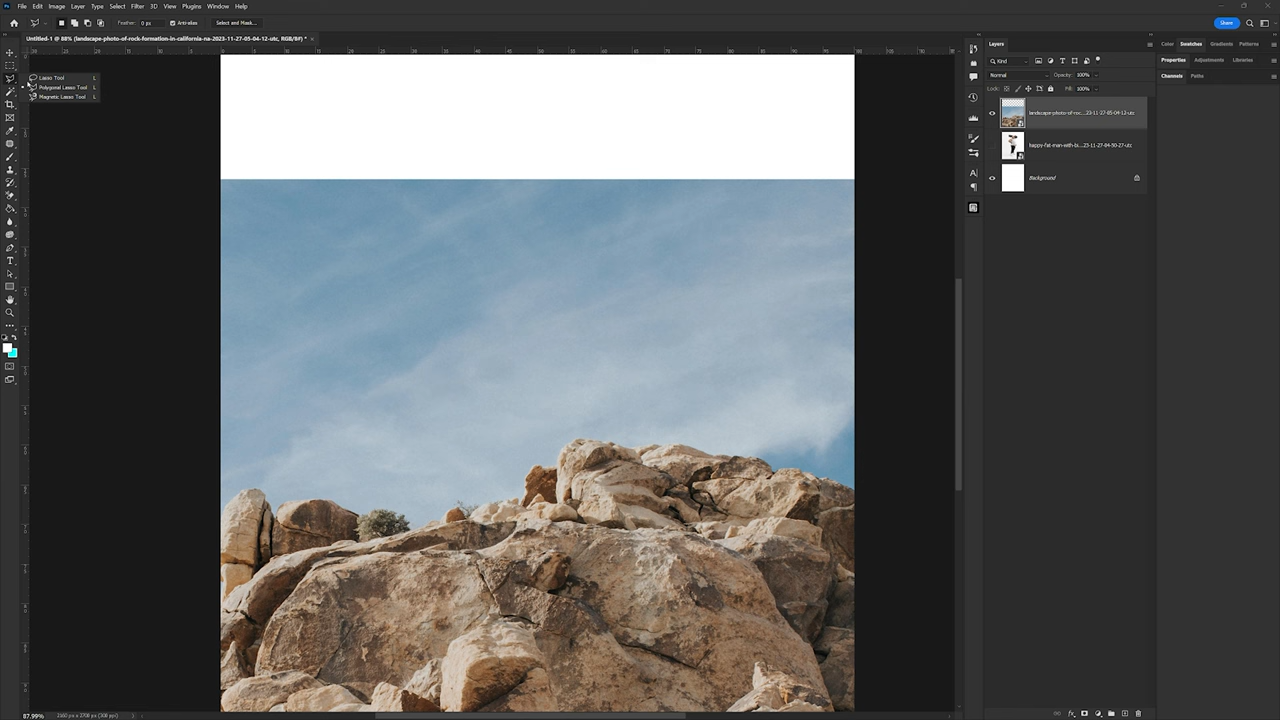 File Edit Image Layer Type Select Filter 3D View Plugins Window Help
Feather: 0 px Anti-alias Select and Mask... Share
Untitled-1 @ 88% (landscape-photo-of-rock-formation-in-california-na-2023-11-27-05-04-12-utc, RGB/8#) *
Lasso Tool L
Polygonal Lasso Tool L
Magnetic Lasso Tool L
Layers
Kind
Normal Opacity: 100%
Lock: Fill: 100%
landscape-photo-of-roc...23-11-27-05-04-12-utc
happy-fat-man-with-bi...23-11-27-04-50-27-utc
Background
Color Swatches Gradients Patterns
Properties Adjustments Libraries
Channels Paths
87.99% 2160 px x 2700 px (300 ppi)